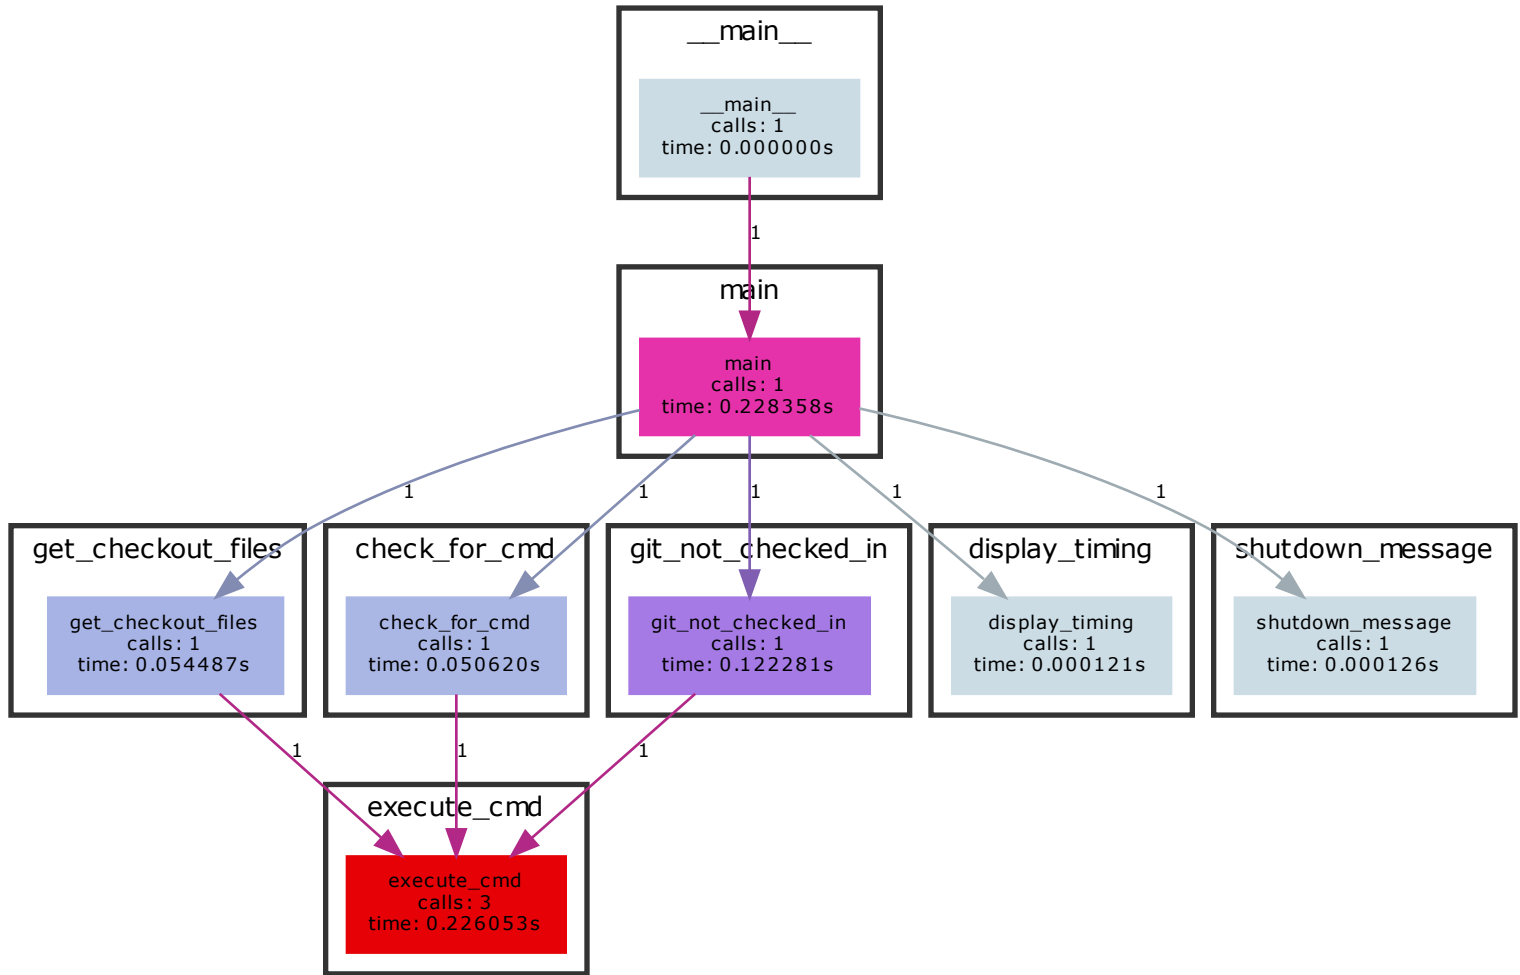 __main__
__main__
calls: 1
time: 0.000000s
1
main
main
calls: 1
time: 0.228358s
1
1
1
1
1
get_checkout_files
get_checkout_files
calls: 1
time: 0.054487s
check_for_cmd
check_for_cmd
calls: 1
time: 0.050620s
git_not_checked_in
git_not_checked_in
calls: 1
time: 0.122281s
display_timing
display_timing
calls: 1
time: 0.000121s
shutdown_message
shutdown_message
calls: 1
time: 0.000126s
1
1
1
execute_cmd
execute_cmd
calls: 3
time: 0.226053s